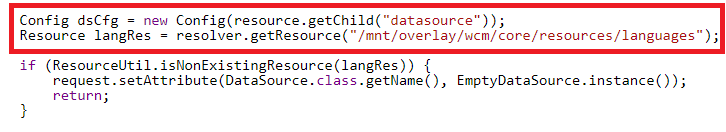 Config dsCfg = new Config(resource.getChild("datasource"));
Resource langRes = resolver.getResource("/mnt/overlay/wcm/core/resources/languages");
if (ResourceUtil.isNonExistingResource(langRes)) {
    request.setAttribute(DataSource.class.getName(), EmptyDataSource.instance());
    return;
}